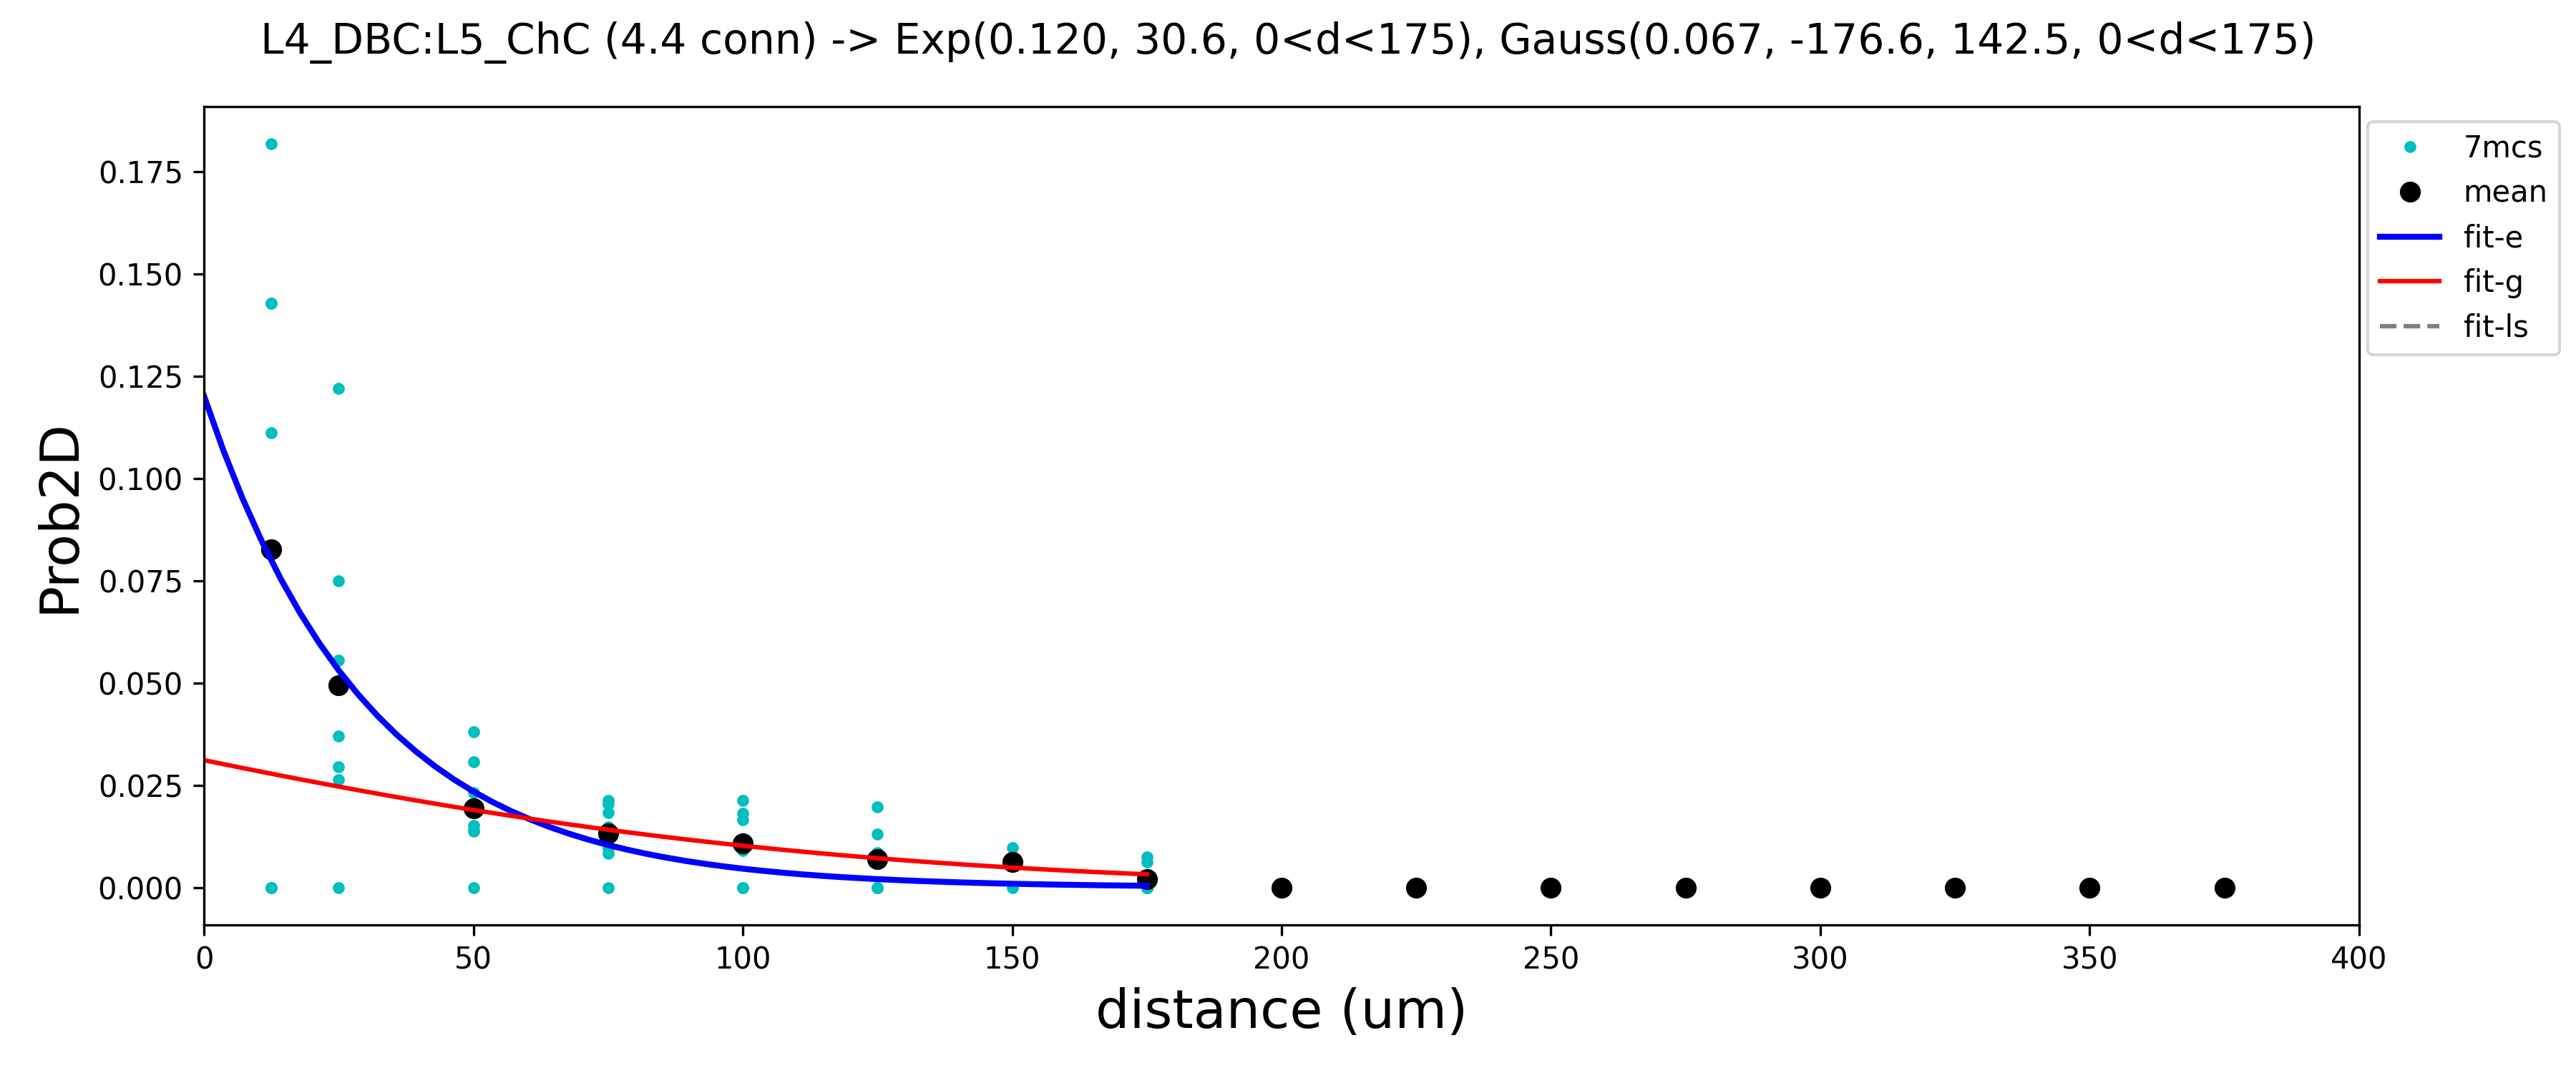 L4_DBC:L5_ChC (4.4 conn) -> Exp(0.120, 30.6, 0<d<175), Gauss(0.067, -176.6, 142.5, 0<d<175)
7mcs
mean
fit-e
fit-g
fit-ls
Prob2D
0.175
0.150
0.125
0.100
0.075
0.050
0.025
0.000
0 50 100 150 200 250 300 350 400
distance (um)